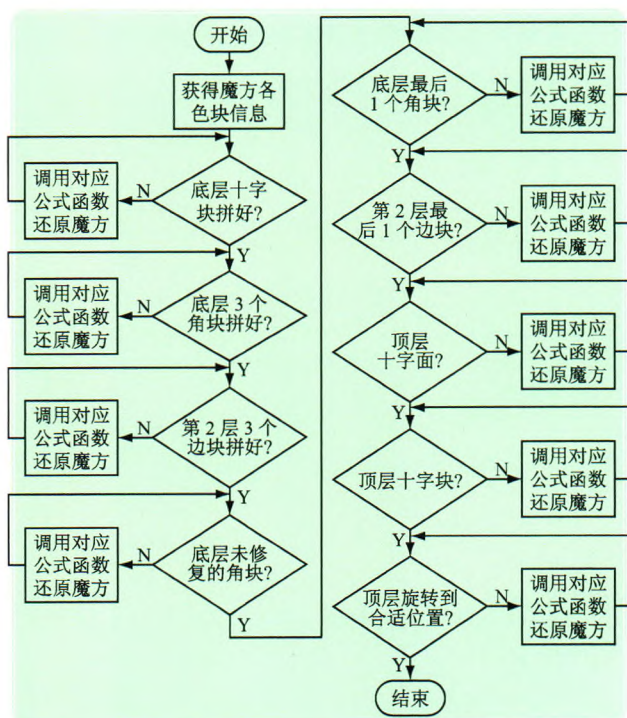 开始
获得魔方各
色块信息
底层十字
块拼好?
N
调用对应
公式函数
还原魔方
Y
底层 3 个
角块拼好?
N
调用对应
公式函数
还原魔方
Y
第 2 层 3 个
边块拼好?
N
调用对应
公式函数
还原魔方
Y
底层未修
复的角块?
N
调用对应
公式函数
还原魔方
Y
底层最后
1 个角块?
N
调用对应
公式函数
还原魔方
Y
第 2 层最
后 1 个边块?
N
调用对应
公式函数
还原魔方
Y
顶层
十字面?
N
调用对应
公式函数
还原魔方
Y
顶层十字块?
N
调用对应
公式函数
还原魔方
Y
顶层旋转到
合适位置?
N
调用对应
公式函数
还原魔方
Y
结束